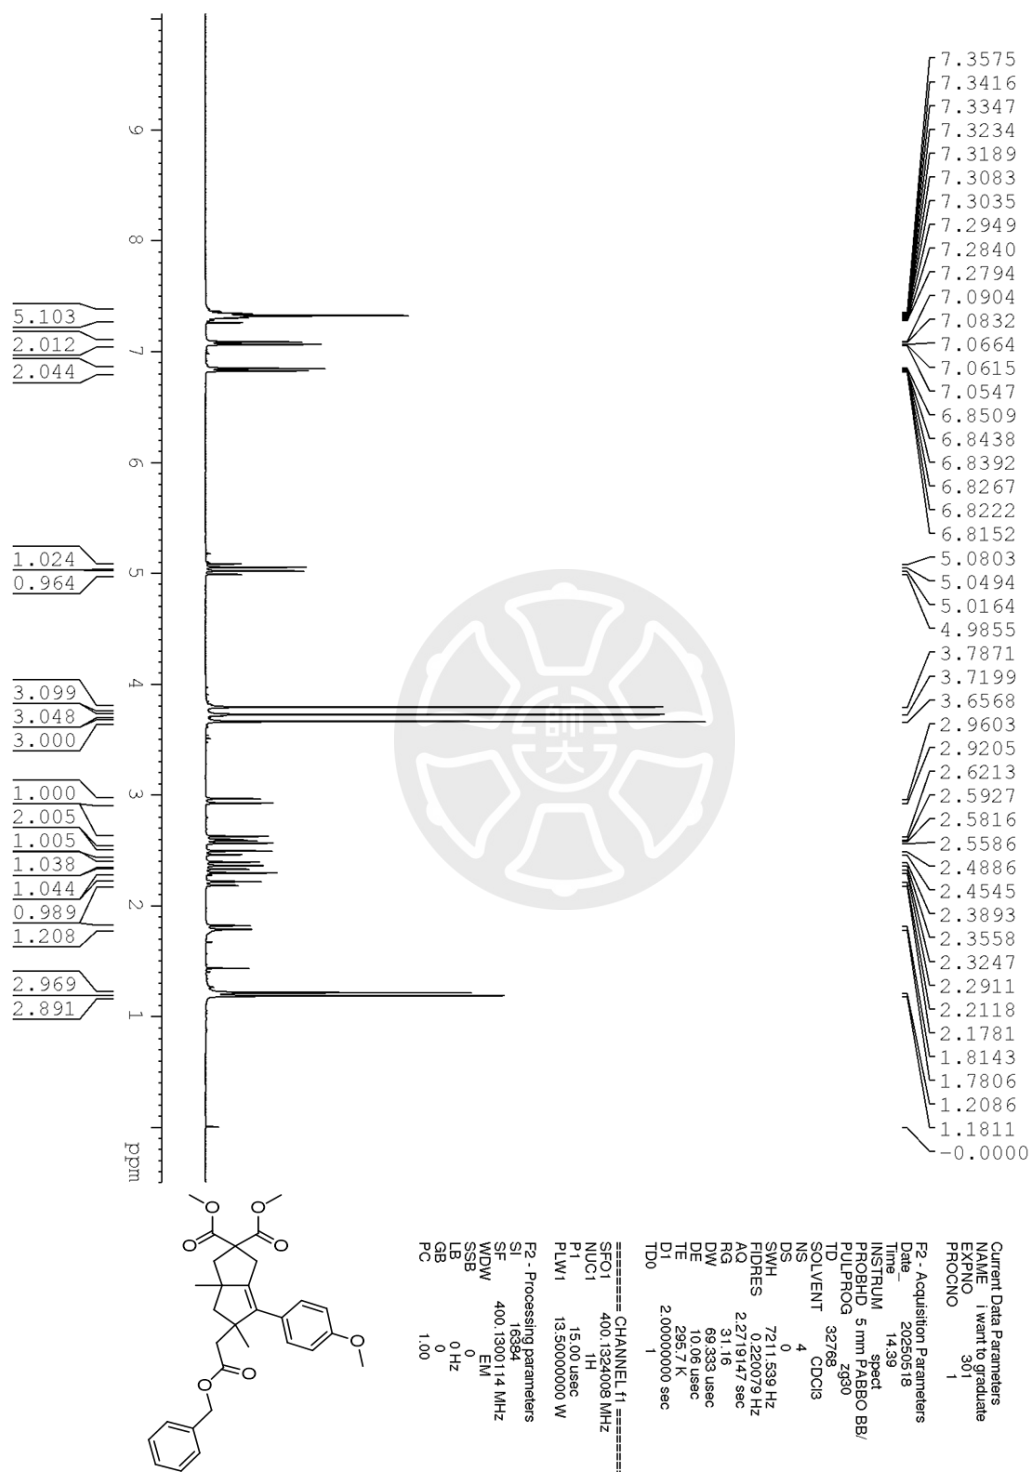 7.3575
7.3416
7.3347
7.3234
7.3189
7.3083
7.3035
7.2949
7.2840
7.2794
7.0904
7.0832
7.0664
7.0615
7.0547
6.8509
6.8438
6.8392
6.8267
6.8222
6.8152
5.0803
5.0494
5.0164
4.9855
3.7871
3.7199
3.6568
2.9603
2.9205
2.6213
2.5927
2.5816
2.5586
2.4886
2.4545
2.3893
2.3558
2.3247
2.2911
2.2118
2.1781
1.8143
1.7806
1.2086
1.1811
-0.0000
9
8
7
6
5
4
3
2
1
ppm
5.103
2.012
2.044
1.024
0.964
3.099
3.048
3.000
1.000
2.005
1.005
1.038
1.044
0.989
1.208
2.969
2.891
師大
Current Data Parameters
NAME i want to graduate
EXPNO 301
PROCNO 1
F2 - Acquisition Parameters
Date_ 20250518
Time 14.39
INSTRUM spect
PROBHD 5 mm PABBO BB/
PULPROG zg30
TD 32768
SOLVENT CDCl3
NS 4
DS 0
SWH 7211.539 Hz
FIDRES 0.220079 Hz
AQ 2.2719147 sec
RG 31.16
DW 69.333 usec
DE 10.06 usec
TE 295.7 K
D1 2.00000000 sec
TD0 1
======== CHANNEL f1 ========
SFO1 400.1324008 MHz
NUC1 1H
P1 15.00 usec
PLW1 13.50000000 W
F2 - Processing parameters
SI 16384
SF 400.1300114 MHz
WDW EM
SSB 0
LB 0 Hz
GB 0
PC 1.00
O
O
O
O
O
O
O